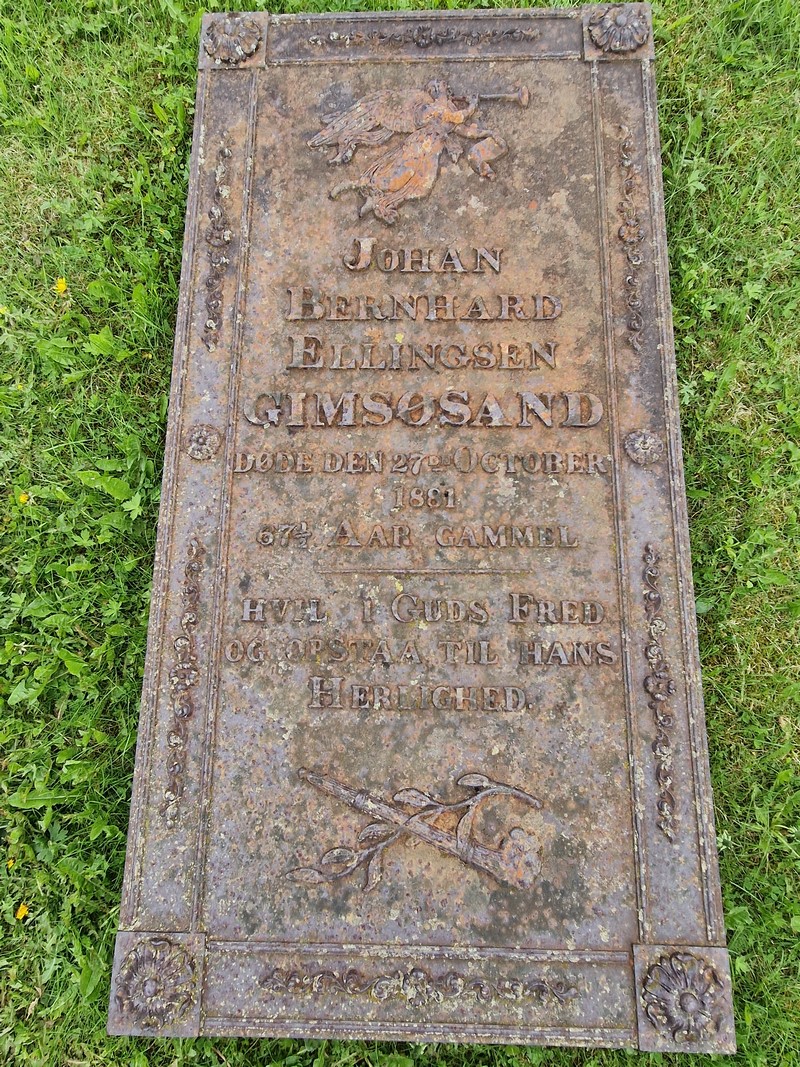 JOHAN
BERNHARD
ELLINGSEN
GIMSØSAND
DØDE DEN 27DE OCTOBER
1881
67½ AAR GAMMEL
HVIL I GUDS FRED
OG OPSTAA TIL HANS
HERLIGHED.